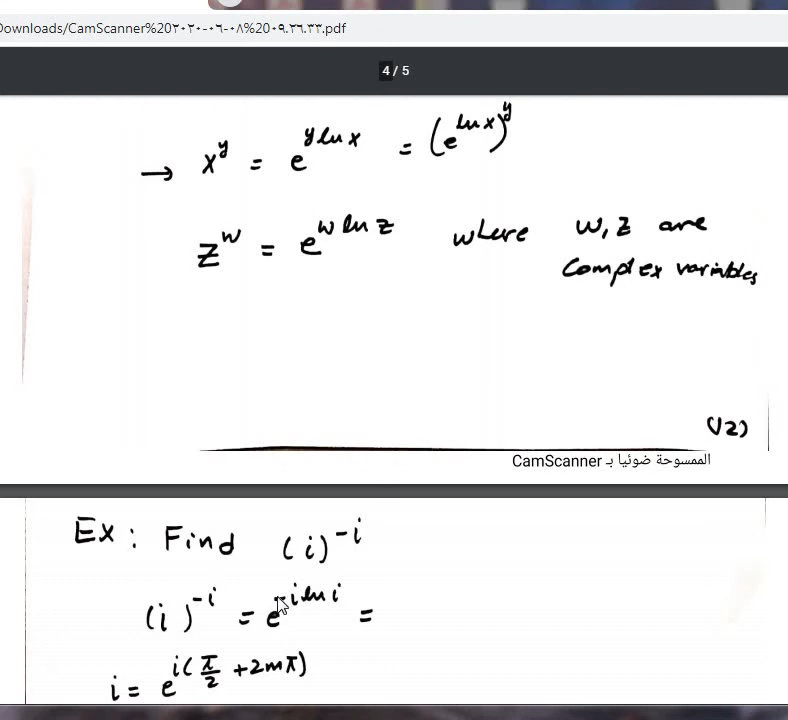 Downloads/CamScanner%20٢٠٢٠-٠٦-٠٨%20٠٩.٢٦.٣٣.pdf
4 / 5
→ x^y = e^{y ln x} = (e^{ln x})^y
z^w = e^{w ln z} where w, z are
complex variables
(12)
الممسوحة ضوئيا بـ CamScanner
Ex: Find (i)^{-i}
(i)^{-i} = e^{-i ln i} =
i = e^{i(π/2 + 2mπ)}